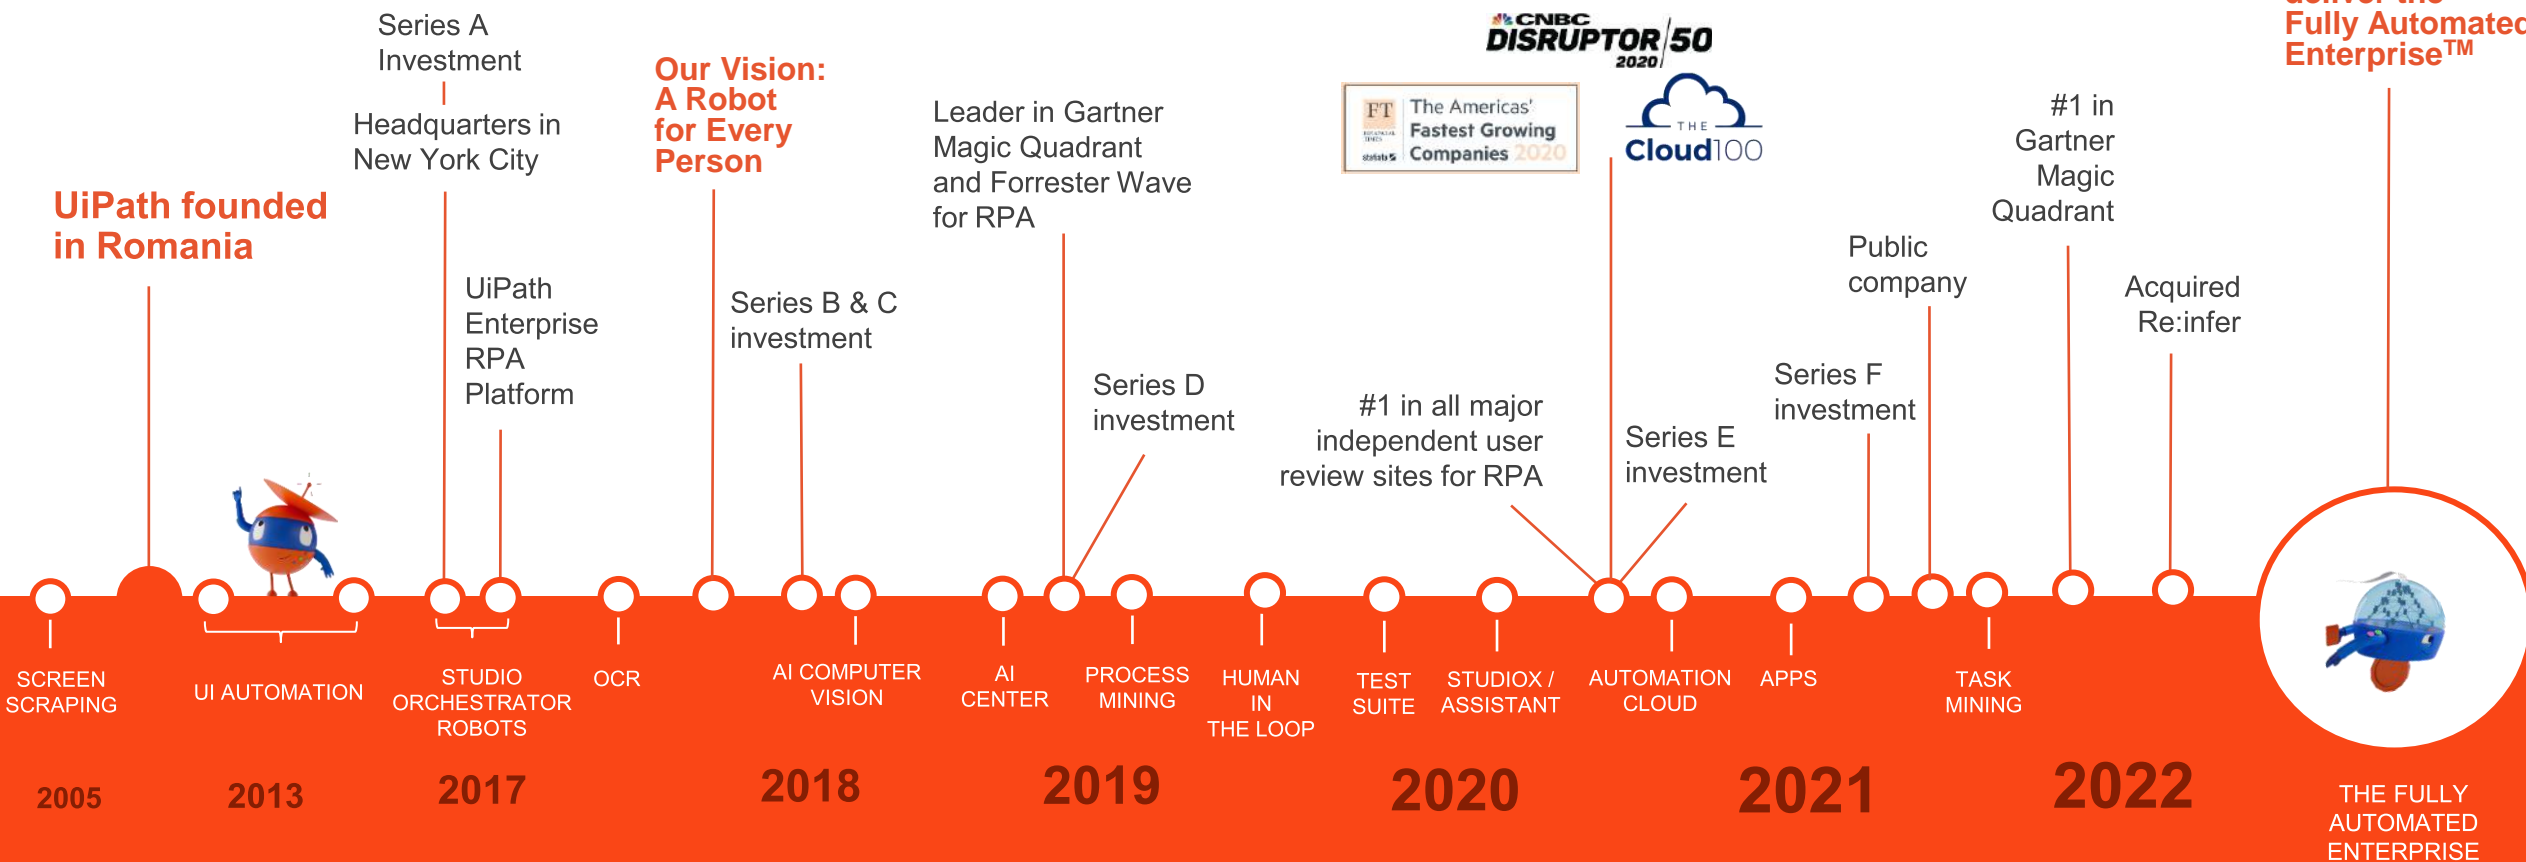 Series A
Investment
Headquarters in
New York City
UiPath founded
in Romania
UiPath
Enterprise
RPA
Platform
Our Vision:
A Robot
for Every
Person
Series B & C
investment
Leader in Gartner
Magic Quadrant
and Forrester Wave
for RPA
Series D
investment
CNBC
DISRUPTOR/50
2020
FT
FINANCIAL
TIMES
statista
The Americas'
Fastest Growing
Companies 2020
THE
Cloud100
#1 in all major
independent user
review sites for RPA
Series E
investment
Series F
investment
Public
company
#1 in
Gartner
Magic
Quadrant
Acquired
Re:infer
deliver the
Fully Automated
Enterprise™
SCREEN
SCRAPING
UI AUTOMATION
STUDIO
ORCHESTRATOR
ROBOTS
OCR
AI COMPUTER
VISION
AI
CENTER
PROCESS
MINING
HUMAN
IN
THE LOOP
TEST
SUITE
STUDIOX /
ASSISTANT
AUTOMATION
CLOUD
APPS
TASK
MINING
2005
2013
2017
2018
2019
2020
2021
2022
THE FULLY
AUTOMATED
ENTERPRISE